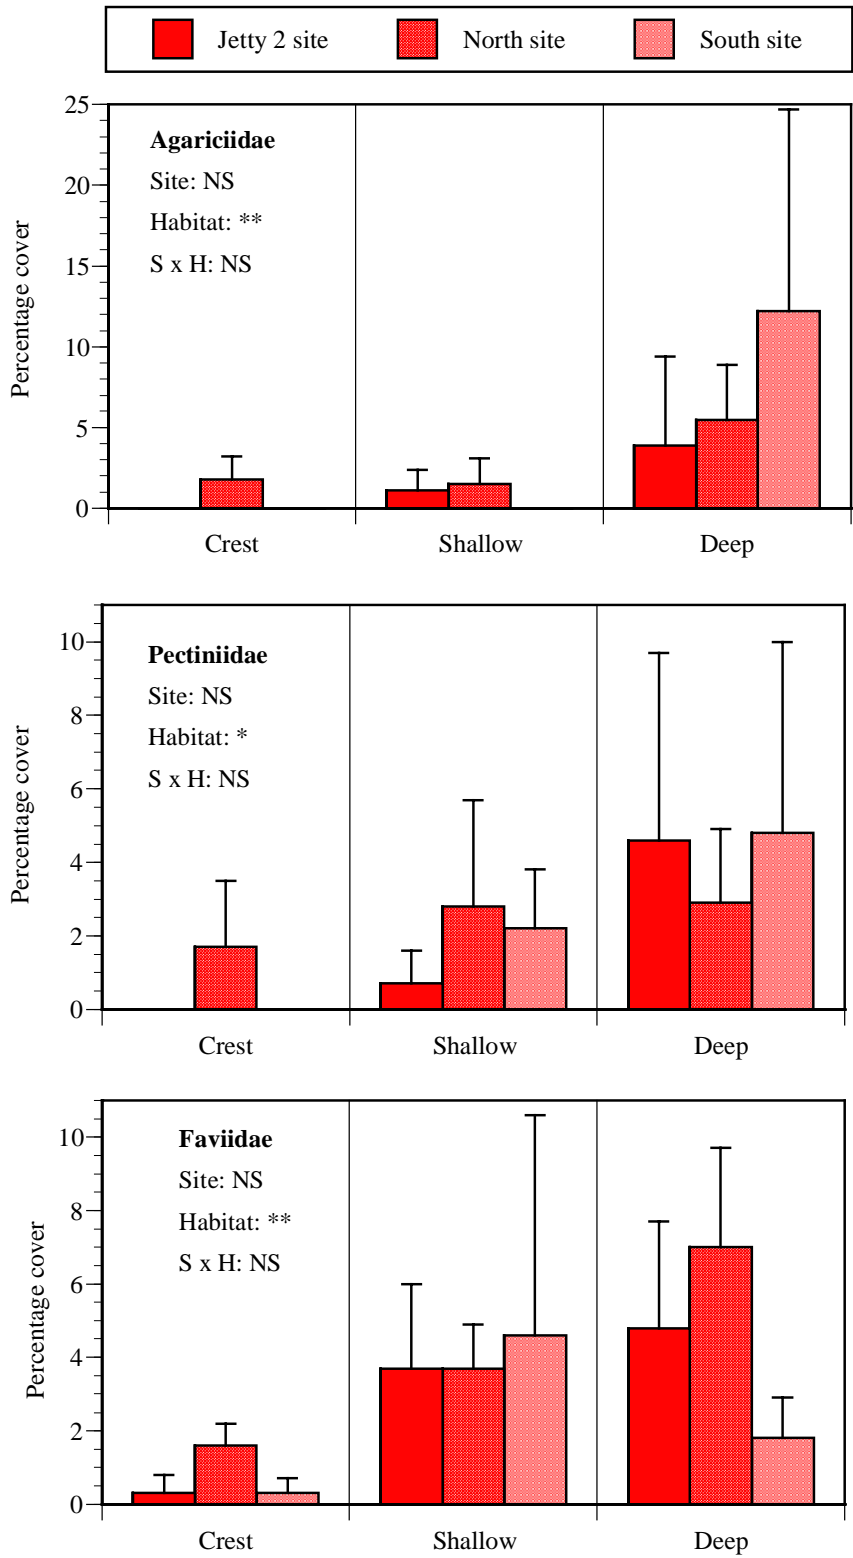 Jetty 2 site North site South site
25
20
15
10
5
0
Percentage cover
Agariciidae
Site: NS
Habitat: **
S x H: NS
Crest Shallow Deep
10
8
6
4
2
0
Percentage cover
Pectiniidae
Site: NS
Habitat: *
S x H: NS
Crest Shallow Deep
10
8
6
4
2
0
Percentage cover
Faviidae
Site: NS
Habitat: **
S x H: NS
Crest Shallow Deep